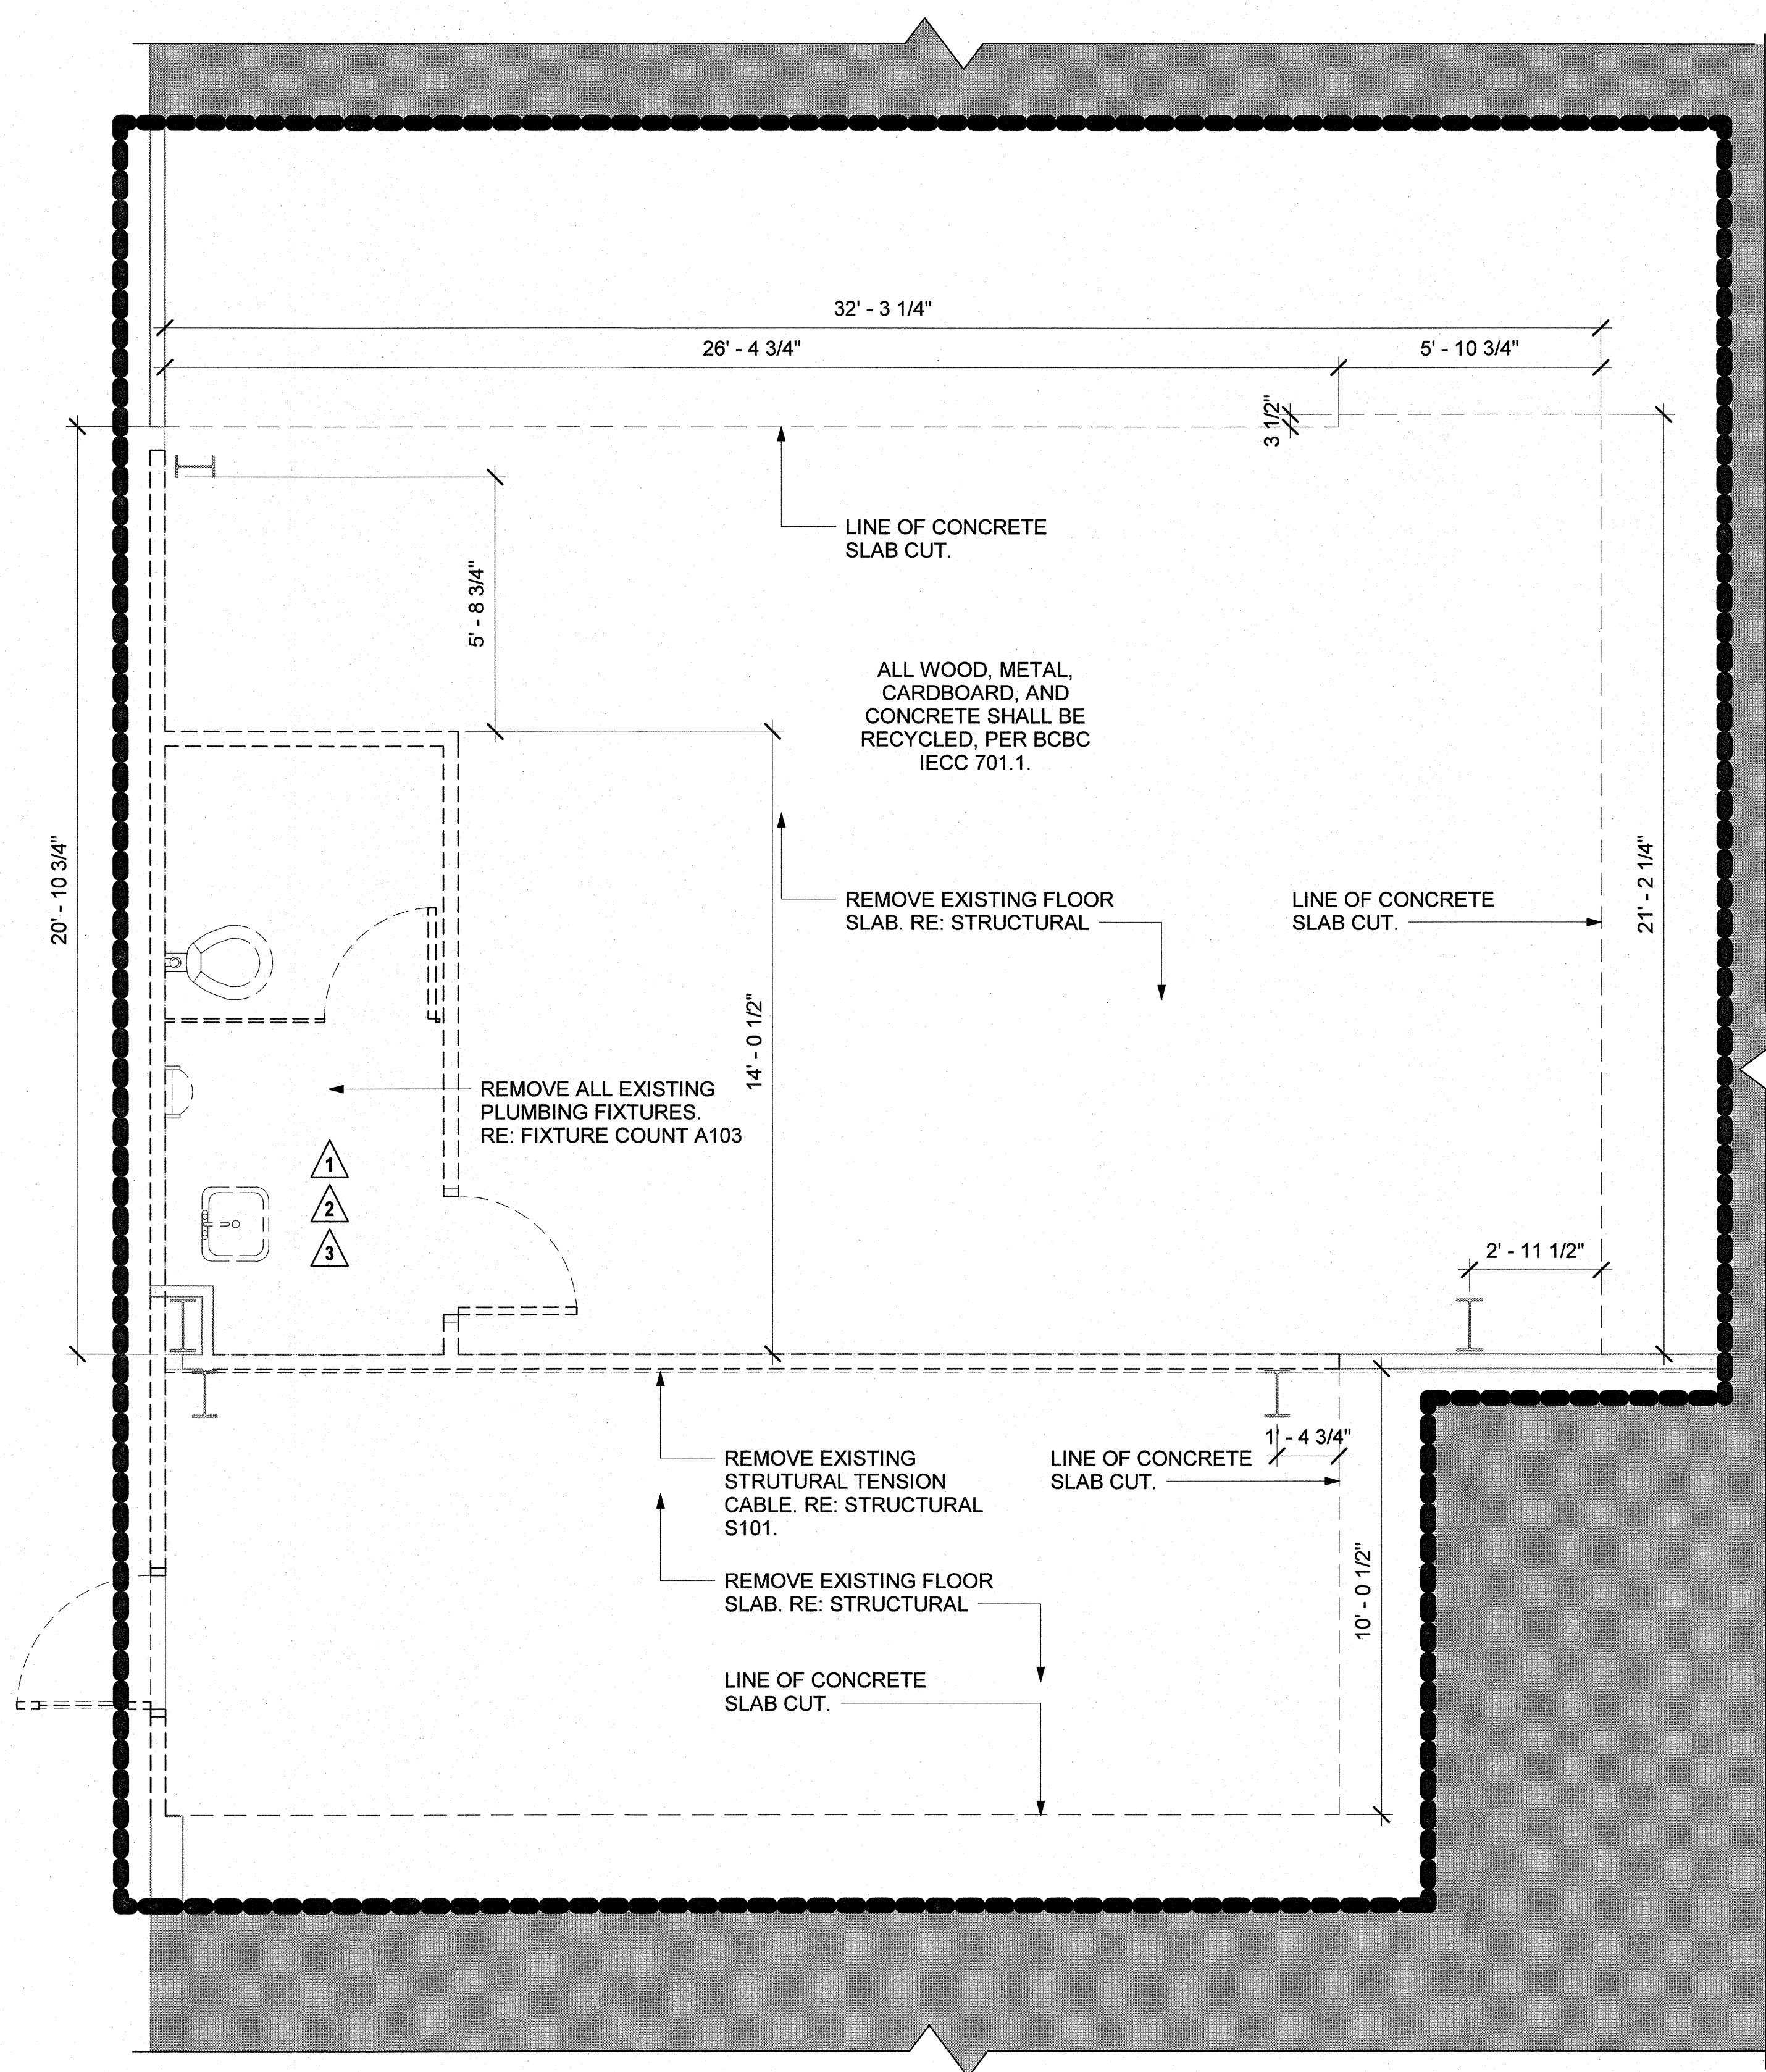 32' - 3 1/4"
26' - 4 3/4"
5' - 10 3/4"
3 1/2"
LINE OF CONCRETE
SLAB CUT.
5' - 8 3/4"
ALL WOOD, METAL,
CARDBOARD, AND
CONCRETE SHALL BE
RECYCLED, PER BCBC
IECC 701.1.
20' - 10 3/4"
REMOVE EXISTING FLOOR
SLAB. RE: STRUCTURAL
LINE OF CONCRETE
SLAB CUT.
21' - 2 1/4"
14' - 0 1/2"
REMOVE ALL EXISTING
PLUMBING FIXTURES.
RE: FIXTURE COUNT A103
1
2
3
2' - 11 1/2"
1' - 4 3/4"
REMOVE EXISTING
STRUTURAL TENSION
CABLE. RE: STRUCTURAL
S101.
LINE OF CONCRETE
SLAB CUT.
10' - 0 1/2"
REMOVE EXISTING FLOOR
SLAB. RE: STRUCTURAL
LINE OF CONCRETE
SLAB CUT.